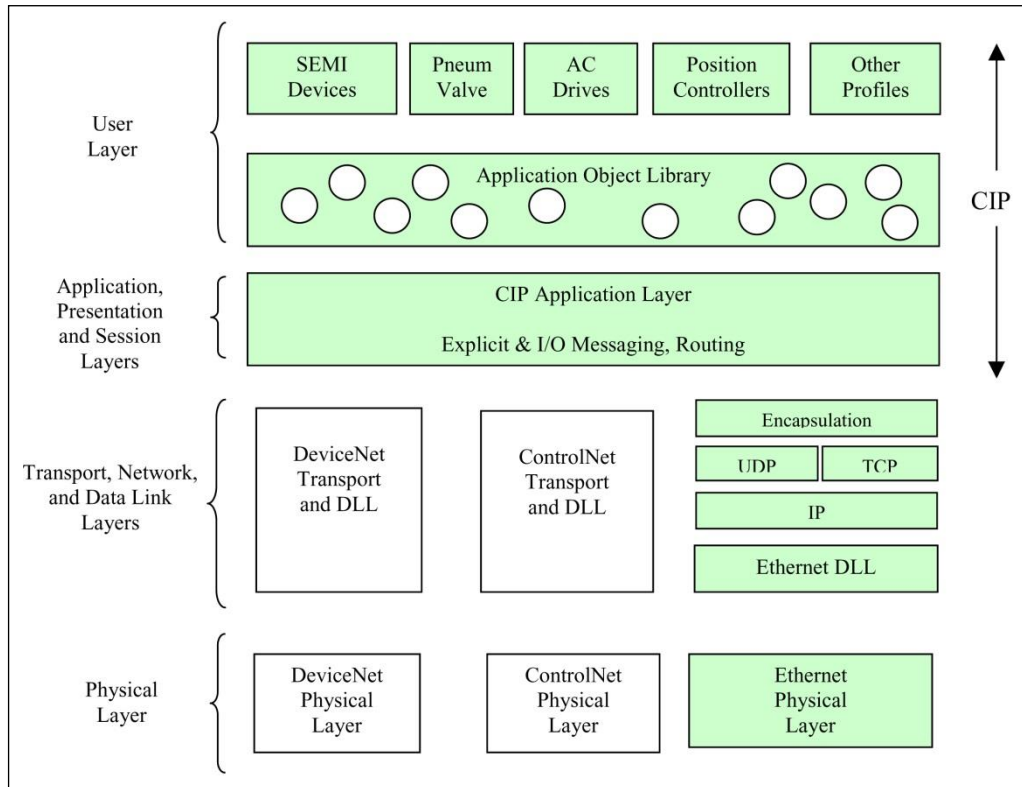 User
Layer
SEMI
Devices
Pneum
Valve
AC
Drives
Position
Controllers
Other
Profiles
Application Object Library
CIP
Application,
Presentation
and Session
Layers
CIP Application Layer
Explicit & I/O Messaging, Routing
Transport, Network,
and Data Link
Layers
DeviceNet
Transport
and DLL
ControlNet
Transport
and DLL
Encapsulation
UDP
TCP
IP
Ethernet DLL
Physical
Layer
DeviceNet
Physical
Layer
ControlNet
Physical
Layer
Ethernet
Physical
Layer